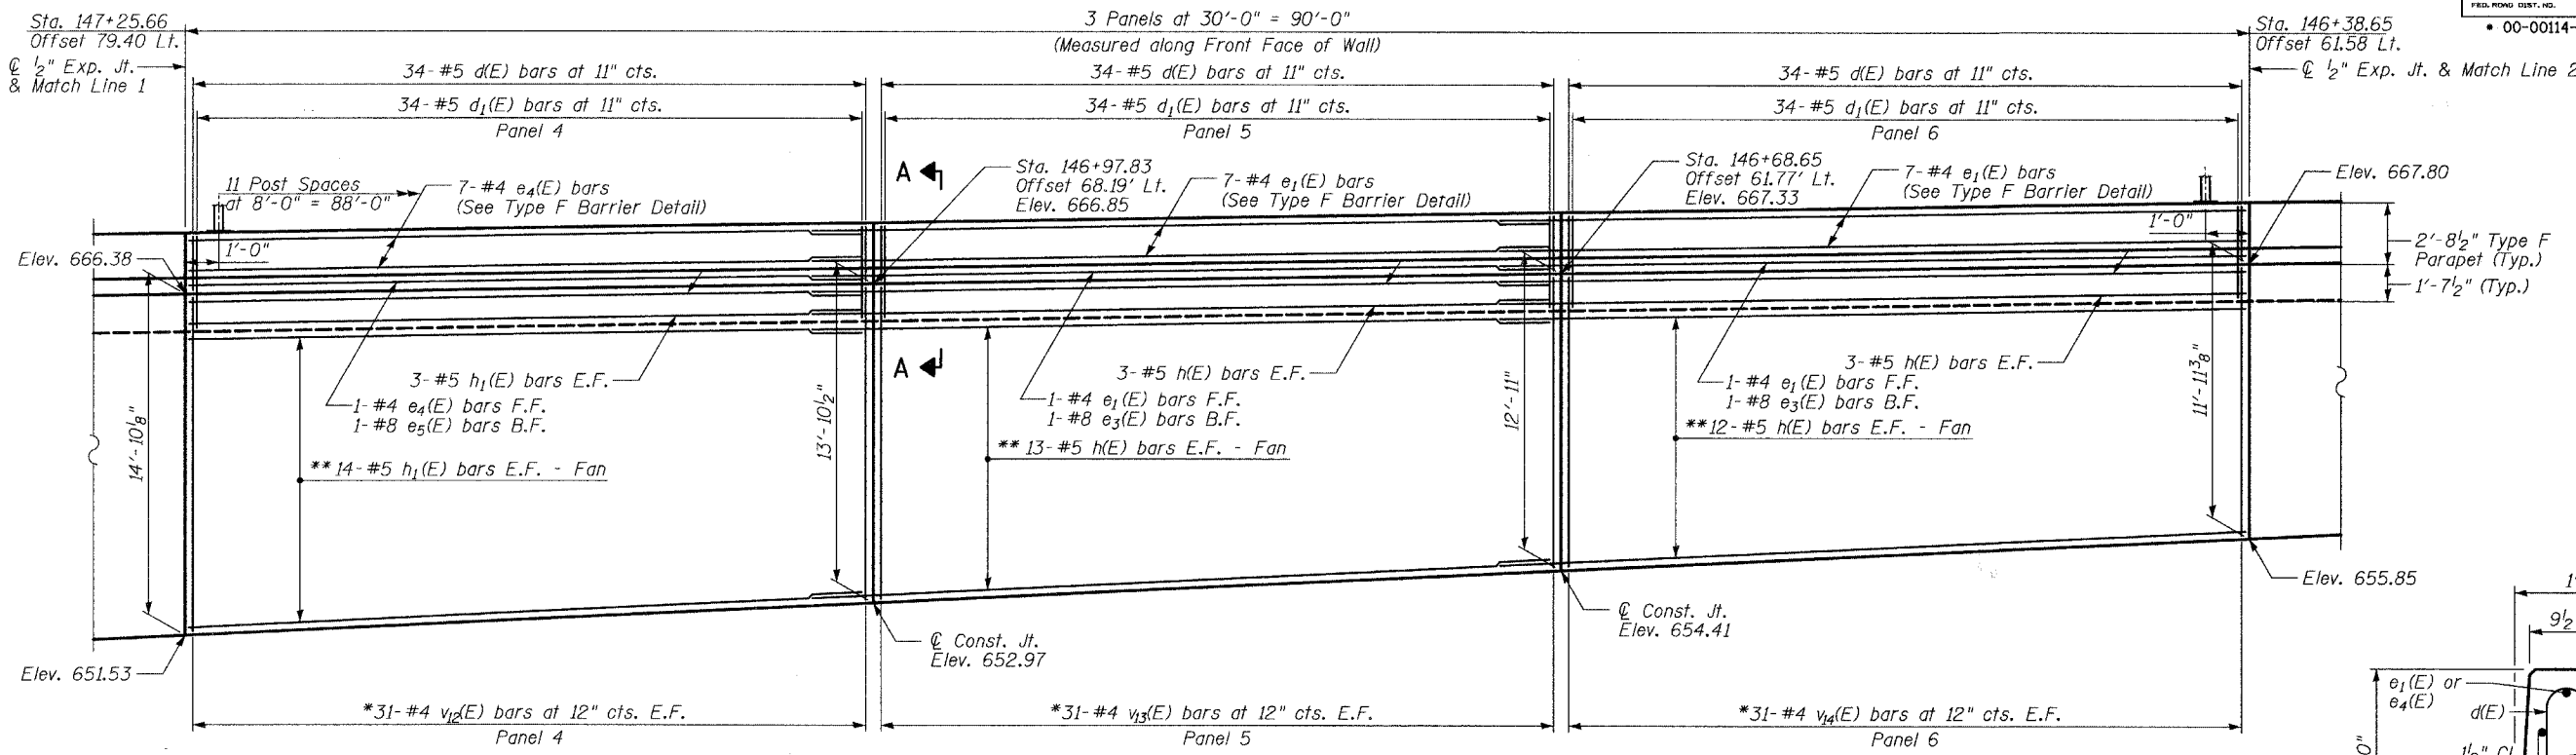 FED. ROAD DIST. NO.
* 00-00114-
Sta. 147+25.66
Offset 79.40 Lt.
℄ ½" Exp. Jt.
& Match Line 1
3 Panels at 30'-0" = 90'-0"
(Measured along Front Face of Wall)
Sta. 146+38.65
Offset 61.58 Lt.
℄ ½" Exp. Jt. & Match Line 2
34-#5 d(E) bars at 11" cts.
34-#5 d(E) bars at 11" cts.
34-#5 d(E) bars at 11" cts.
34-#5 d₁(E) bars at 11" cts.
Panel 4
34-#5 d₁(E) bars at 11" cts.
Panel 5
34-#5 d₁(E) bars at 11" cts.
Panel 6
11 Post Spaces
at 8'-0" = 88'-0"
7-#4 e₄(E) bars
(See Type F Barrier Detail)
A
Sta. 146+97.83
Offset 68.19' Lt.
Elev. 666.85
7-#4 e₁(E) bars
(See Type F Barrier Detail)
Sta. 146+68.65
Offset 61.77' Lt.
Elev. 667.33
7-#4 e₁(E) bars
(See Type F Barrier Detail)
Elev. 667.80
1'-0"
1'-0"
2'-8½" Type F
Parapet (Typ.)
1'-7½" (Typ.)
Elev. 666.38
14'-10⅛"
3-#5 h₁(E) bars E.F.
1-#4 e₄(E) bars F.F.
1-#8 e₅(E) bars B.F.
** 14-#5 h₁(E) bars E.F. - Fan
13'-10½"
A
3-#5 h(E) bars E.F.
1-#4 e₁(E) bars F.F.
1-#8 e₃(E) bars B.F.
** 13-#5 h(E) bars E.F. - Fan
12'-11"
3-#5 h(E) bars E.F.
1-#4 e₁(E) bars F.F.
1-#8 e₃(E) bars B.F.
**12-#5 h(E) bars E.F. - Fan
11'-11⅜"
Elev. 651.53
℄ Const. Jt.
Elev. 652.97
℄ Const. Jt.
Elev. 654.41
Elev. 655.85
*31-#4 v₁₂(E) bars at 12" cts. E.F.
Panel 4
*31-#4 v₁₃(E) bars at 12" cts. E.F.
Panel 5
*31-#4 v₁₄(E) bars at 12" cts. E.F.
Panel 6
9½
e₁(E) or
e₄(E)
d(E)